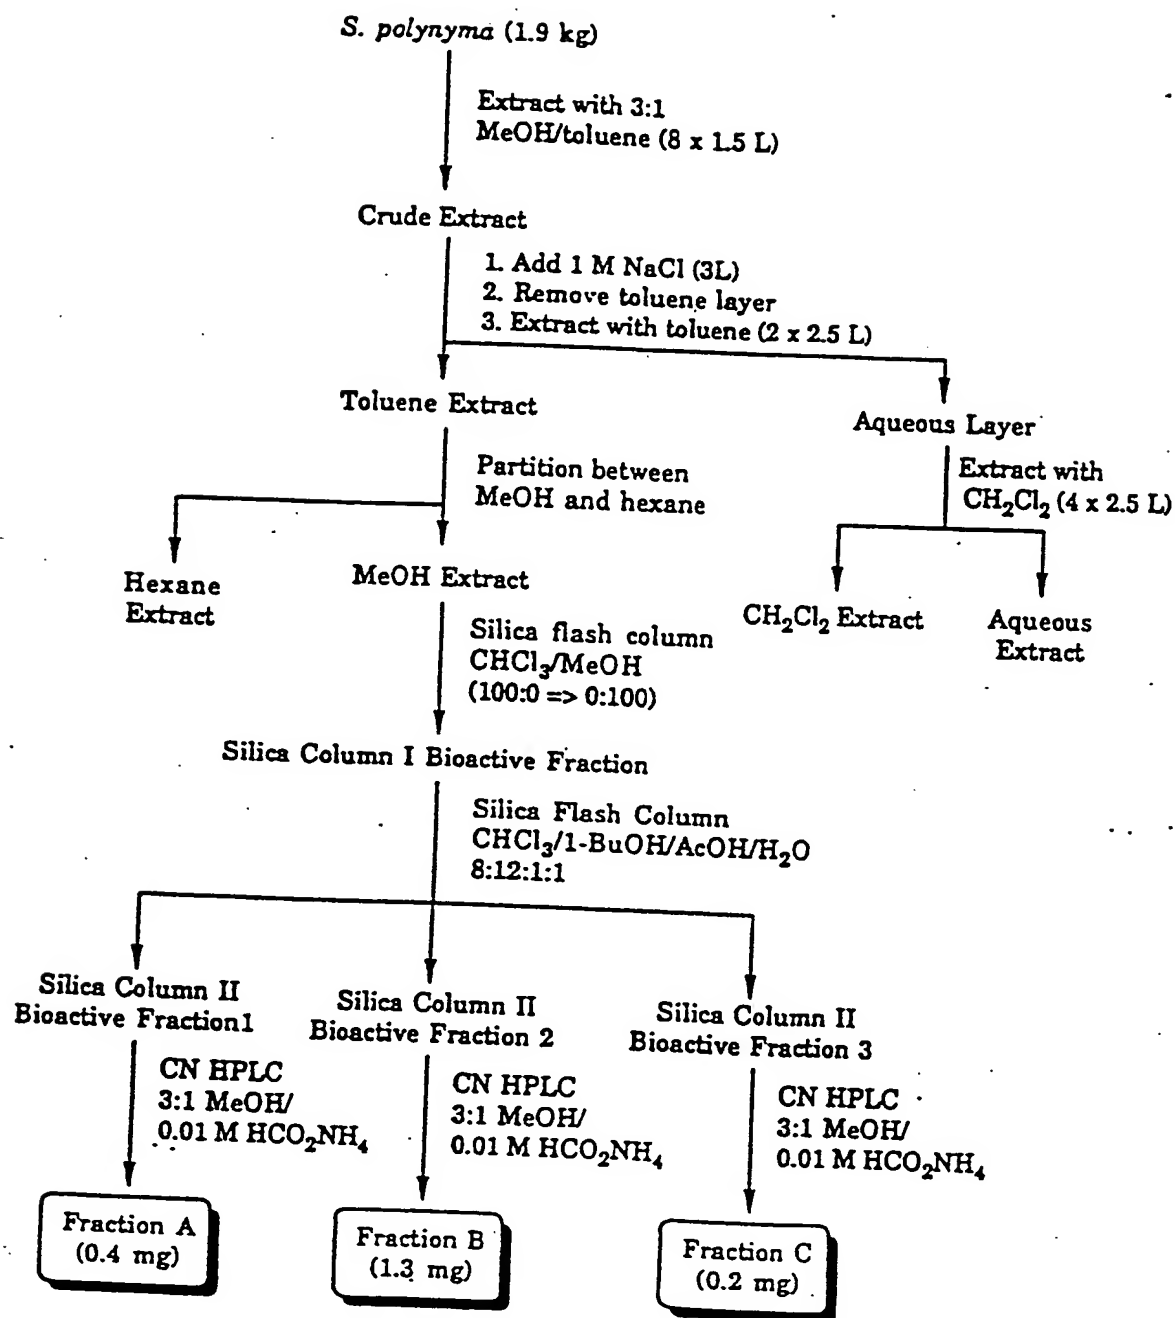 S. polynyma (1.9 kg)
Extract with 3:1
MeOH/toluene (8 x 1.5 L)
Crude Extract
1. Add 1 M NaCl (3L)
2. Remove toluene layer
3. Extract with toluene (2 x 2.5 L)
Toluene Extract
Aqueous Layer
Partition between
MeOH and hexane
Extract with
CH₂Cl₂ (4 x 2.5 L)
Hexane
Extract
MeOH Extract
CH₂Cl₂ Extract
Aqueous
Extract
Silica flash column
CHCl₃/MeOH
(100:0 => 0:100)
Silica Column I Bioactive Fraction
Silica Flash Column
CHCl₃/1-BuOH/AcOH/H₂O
8:12:1:1
Silica Column II
Bioactive Fraction1
Silica Column II
Bioactive Fraction 2
Silica Column II
Bioactive Fraction 3
CN HPLC
3:1 MeOH/
0.01 M HCO₂NH₄
CN HPLC
3:1 MeOH/
0.01 M HCO₂NH₄
CN HPLC
3:1 MeOH/
0.01 M HCO₂NH₄
Fraction A
(0.4 mg)
Fraction B
(1.3 mg)
Fraction C
(0.2 mg)